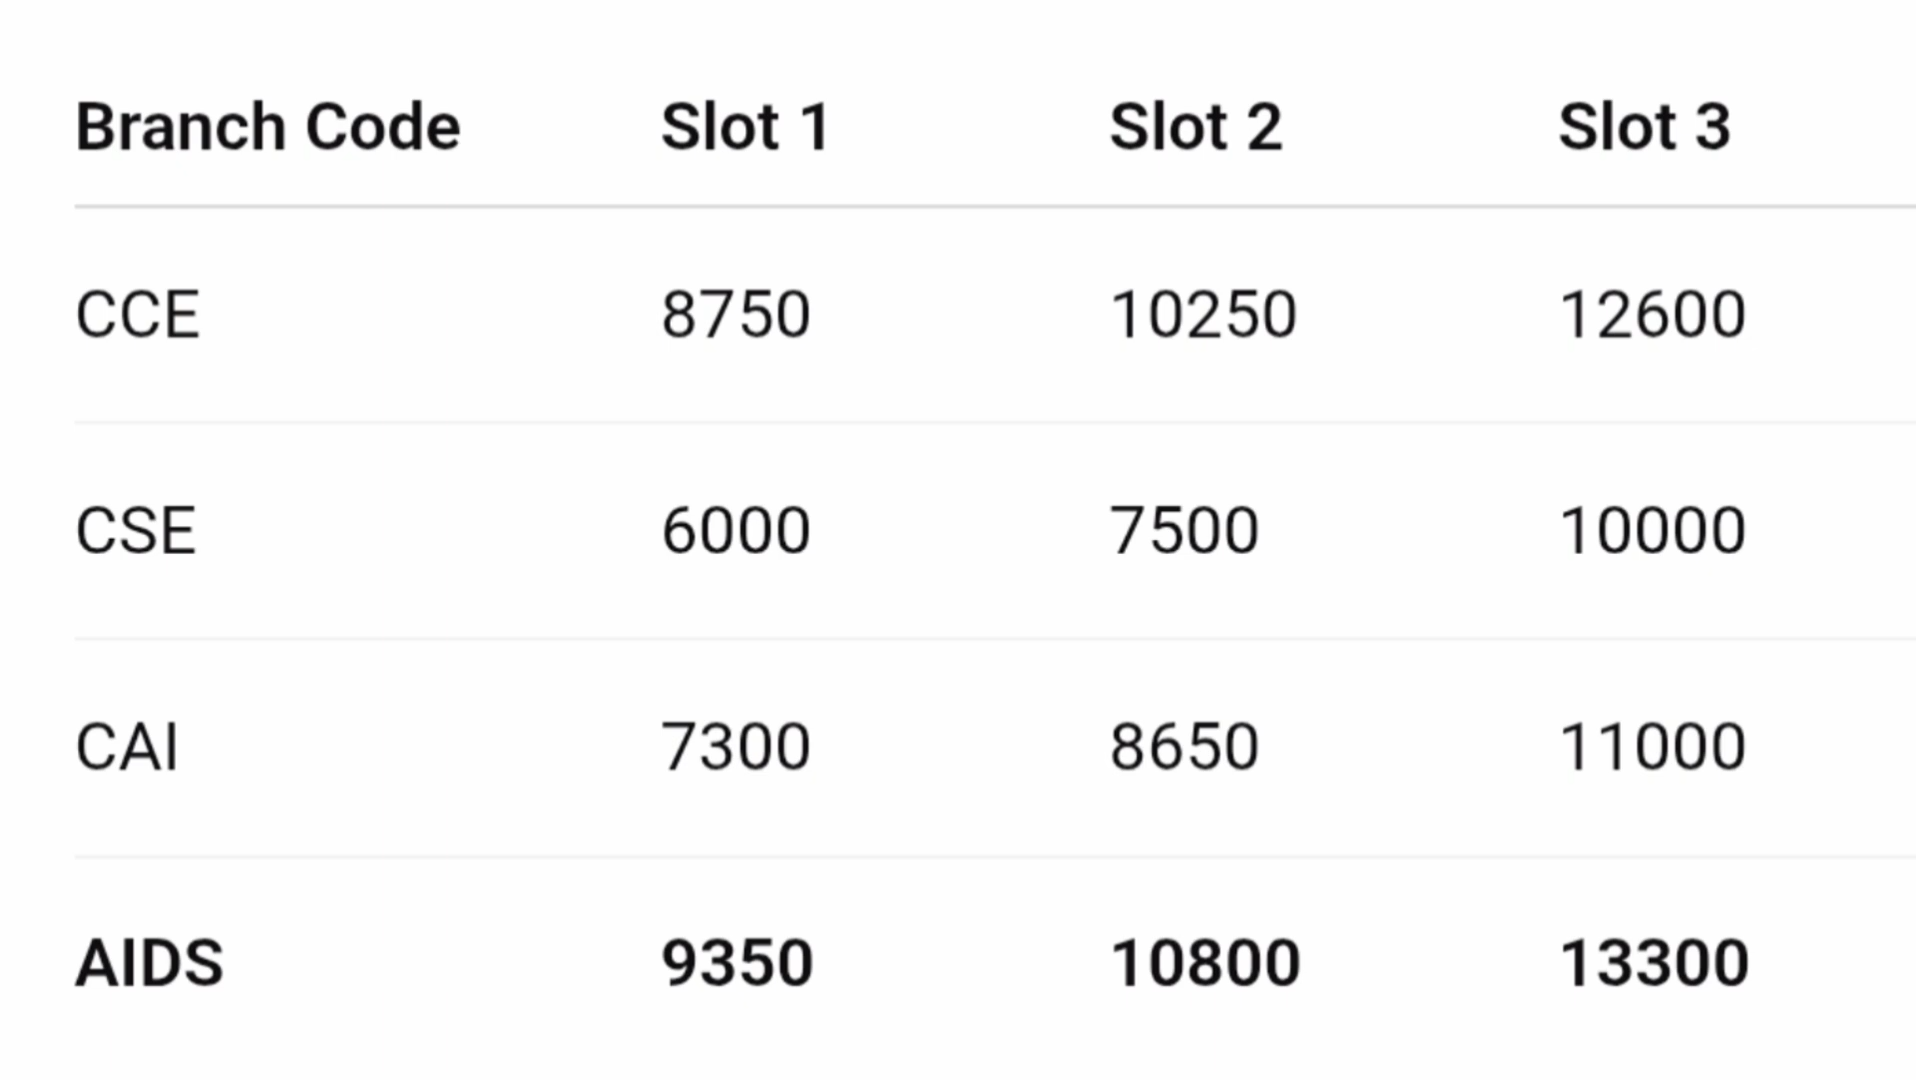 Branch Code Slot 1 Slot 2 Slot 3
CCE 8750 10250 12600
CSE 6000 7500 10000
CAI 7300 8650 11000
AIDS 9350 10800 13300